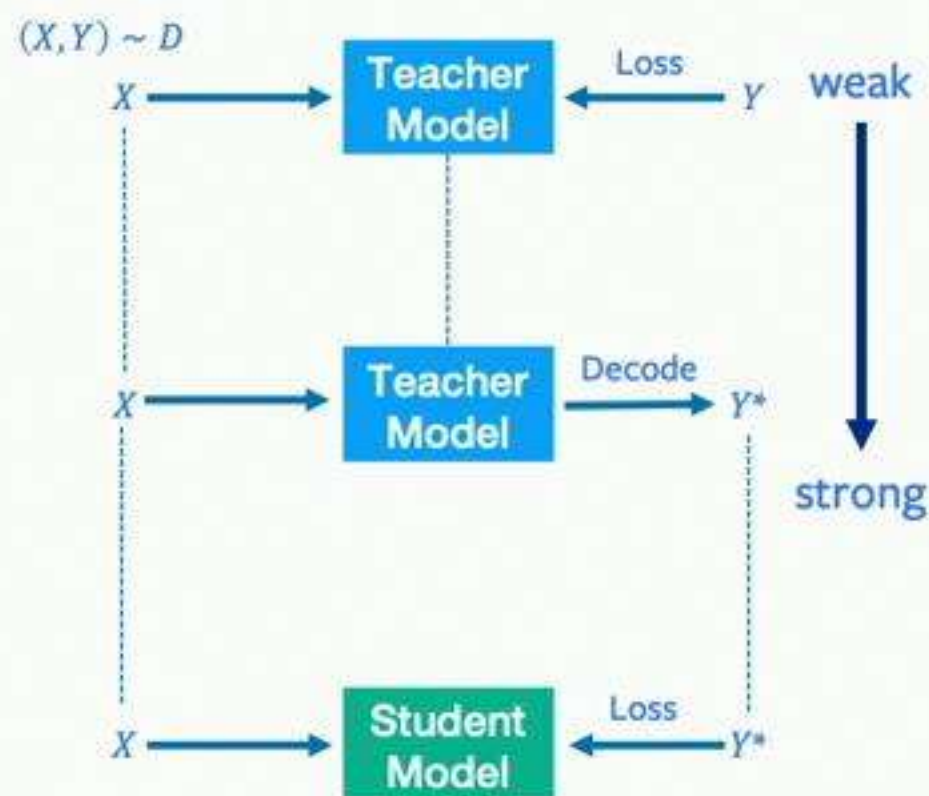 (X,Y) ~ D
X
Teacher
Model
Loss
Y
weak
X
Teacher
Model
Decode
Y*
strong
X
Student
Model
Loss
Y*